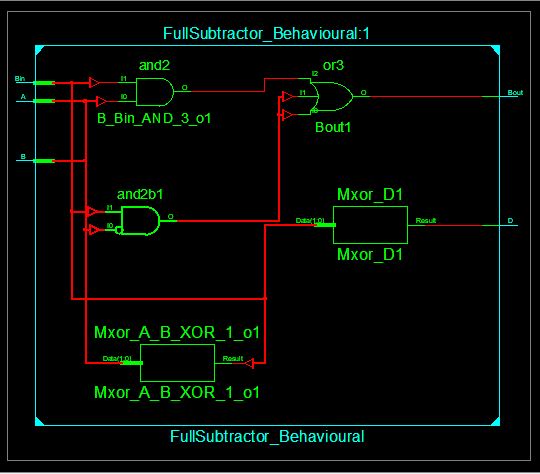 FullSubtractor_Behavioural:1
and2
or3
Bin
I1
O
I2
A
I0
I1
O
Bout
I0
B_Bin_AND_3_o1
Bout1
B
and2b1
Mxor_D1
I1
O
Data(1:0)
Result
D
I0
Mxor_D1
Mxor_A_B_XOR_1_o1
Data(1:0)
Result
Mxor_A_B_XOR_1_o1
FullSubtractor_Behavioural